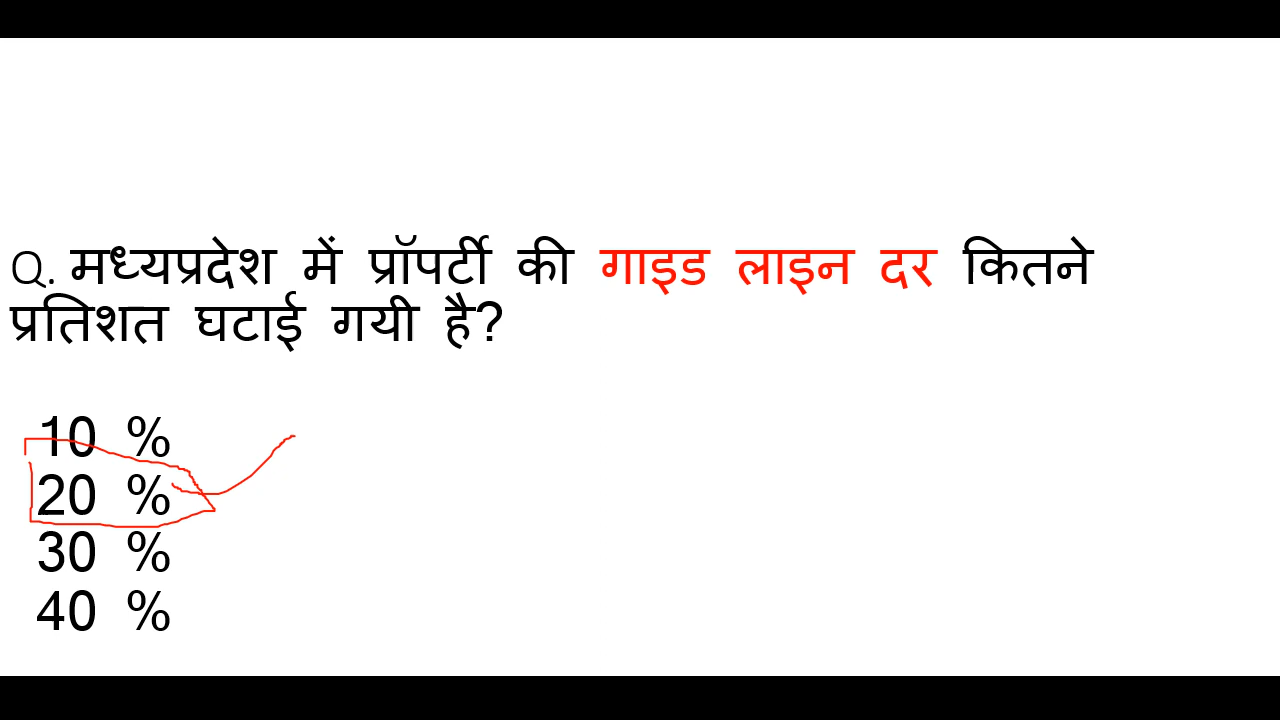 Q. मध्यप्रदेश में प्रॉपर्टी की गाइड लाइन दर कितने
प्रतिशत घटाई गयी है?
10 %
20 %
30 %
40 %